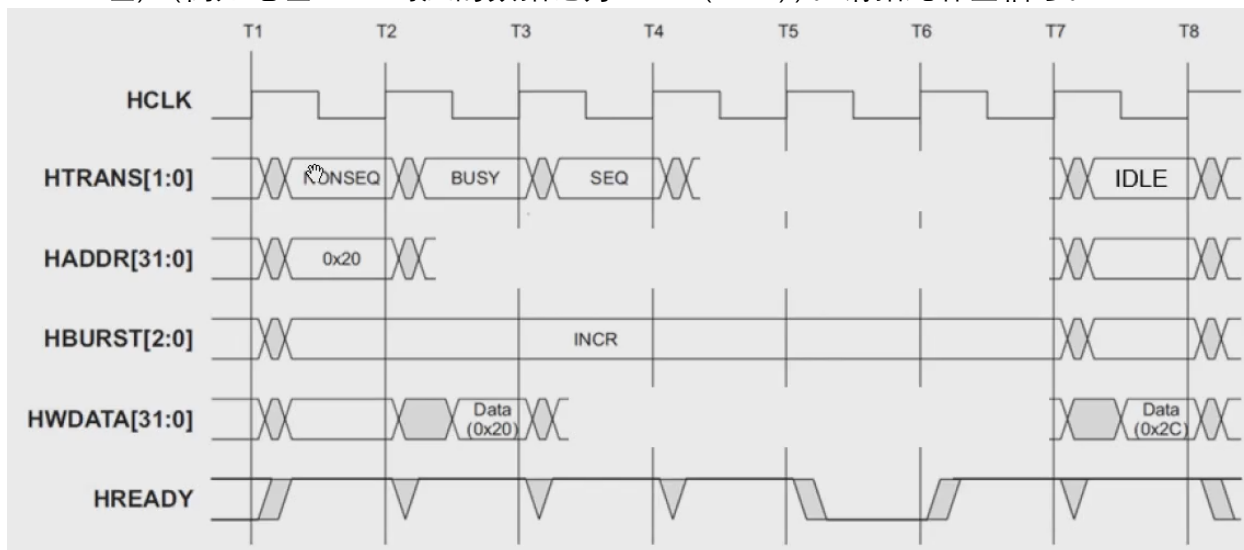 T1 T2 T3 T4 T5 T6 T7 T8
HCLK
HTRANS[1:0] NONSEQ BUSY SEQ IDLE
HADDR[31:0] 0x20
HBURST[2:0] INCR
HWDATA[31:0] Data (0x20) Data (0x2C)
HREADY